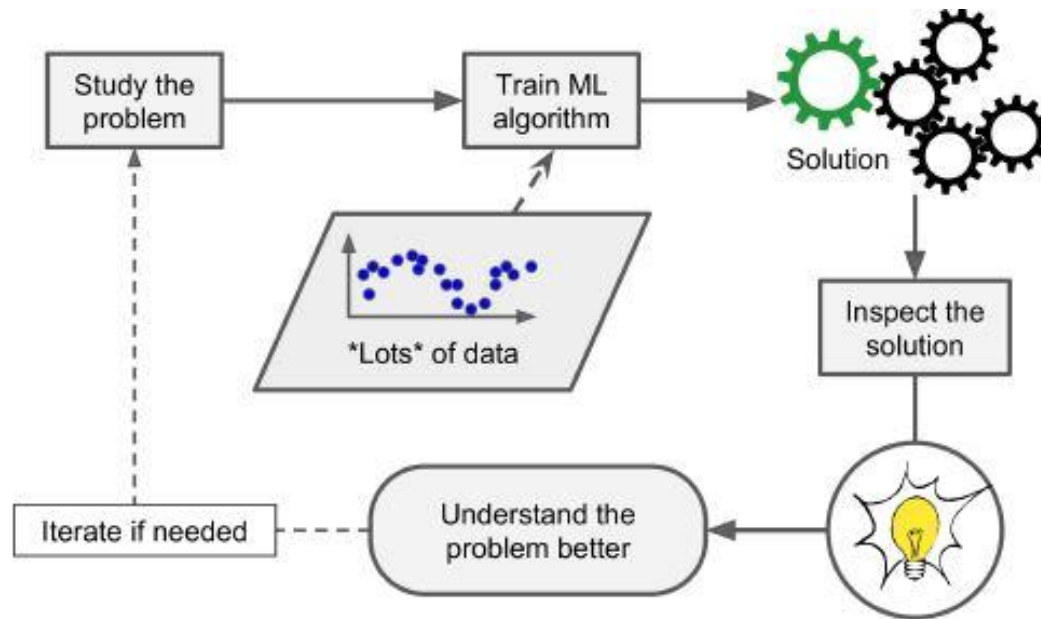 Study the
problem
Train ML
algorithm
Solution
*Lots* of data
Inspect the
solution
Understand the
problem better
Iterate if needed